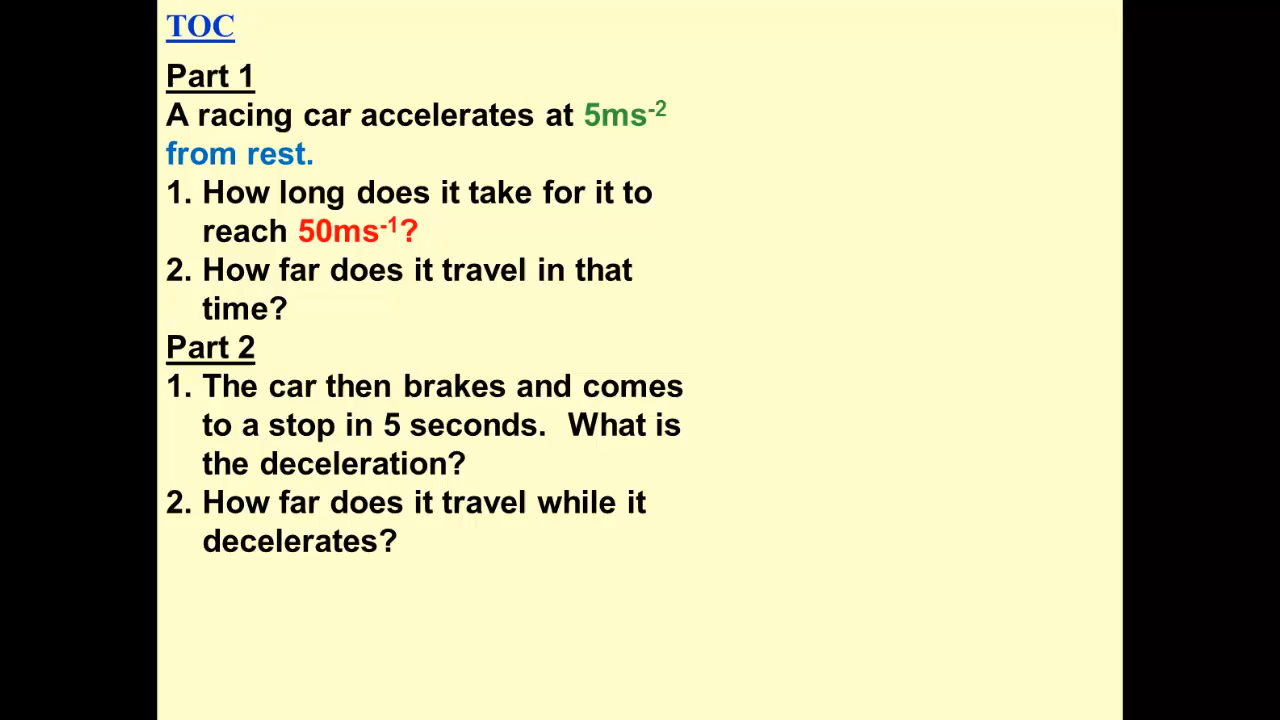 TOC
Part 1
A racing car accelerates at 5ms⁻²
from rest.
1. How long does it take for it to
reach 50ms⁻¹?
2. How far does it travel in that
time?
Part 2
1. The car then brakes and comes
to a stop in 5 seconds.  What is
the deceleration?
2. How far does it travel while it
decelerates?